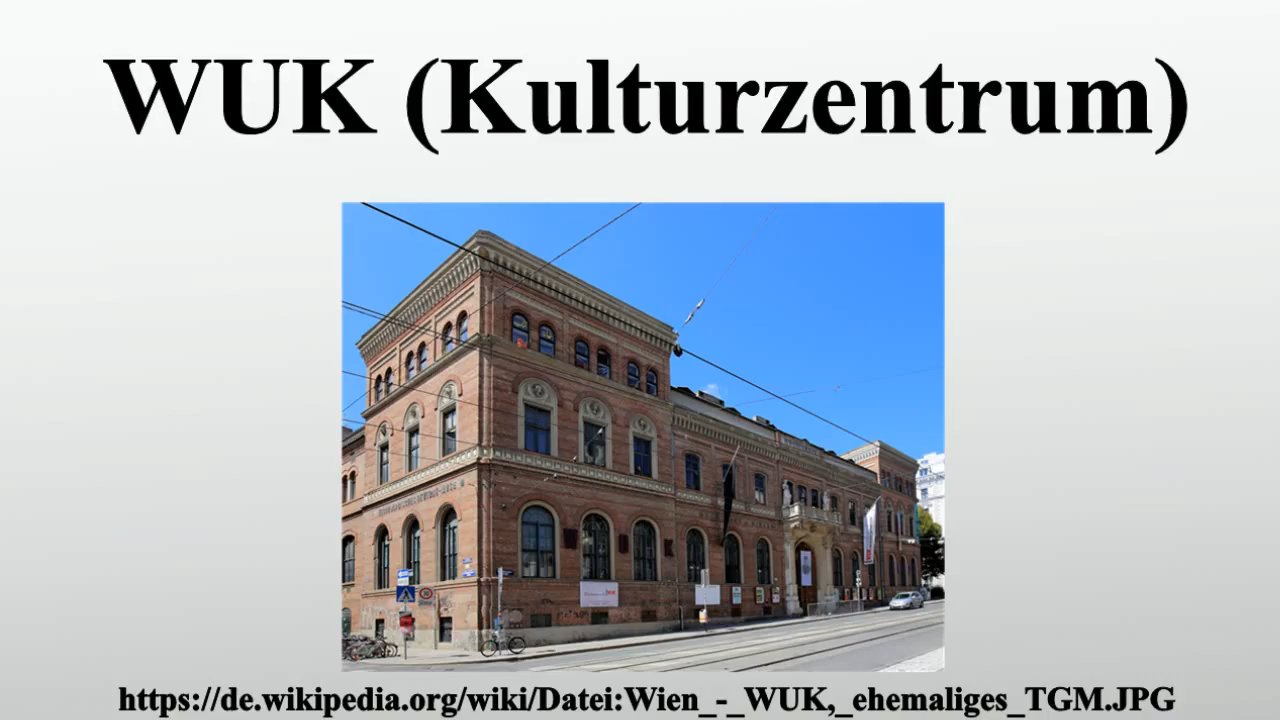 WUK (Kulturzentrum)
https://de.wikipedia.org/wiki/Datei:Wien_-_WUK,_ehemaliges_TGM.JPG